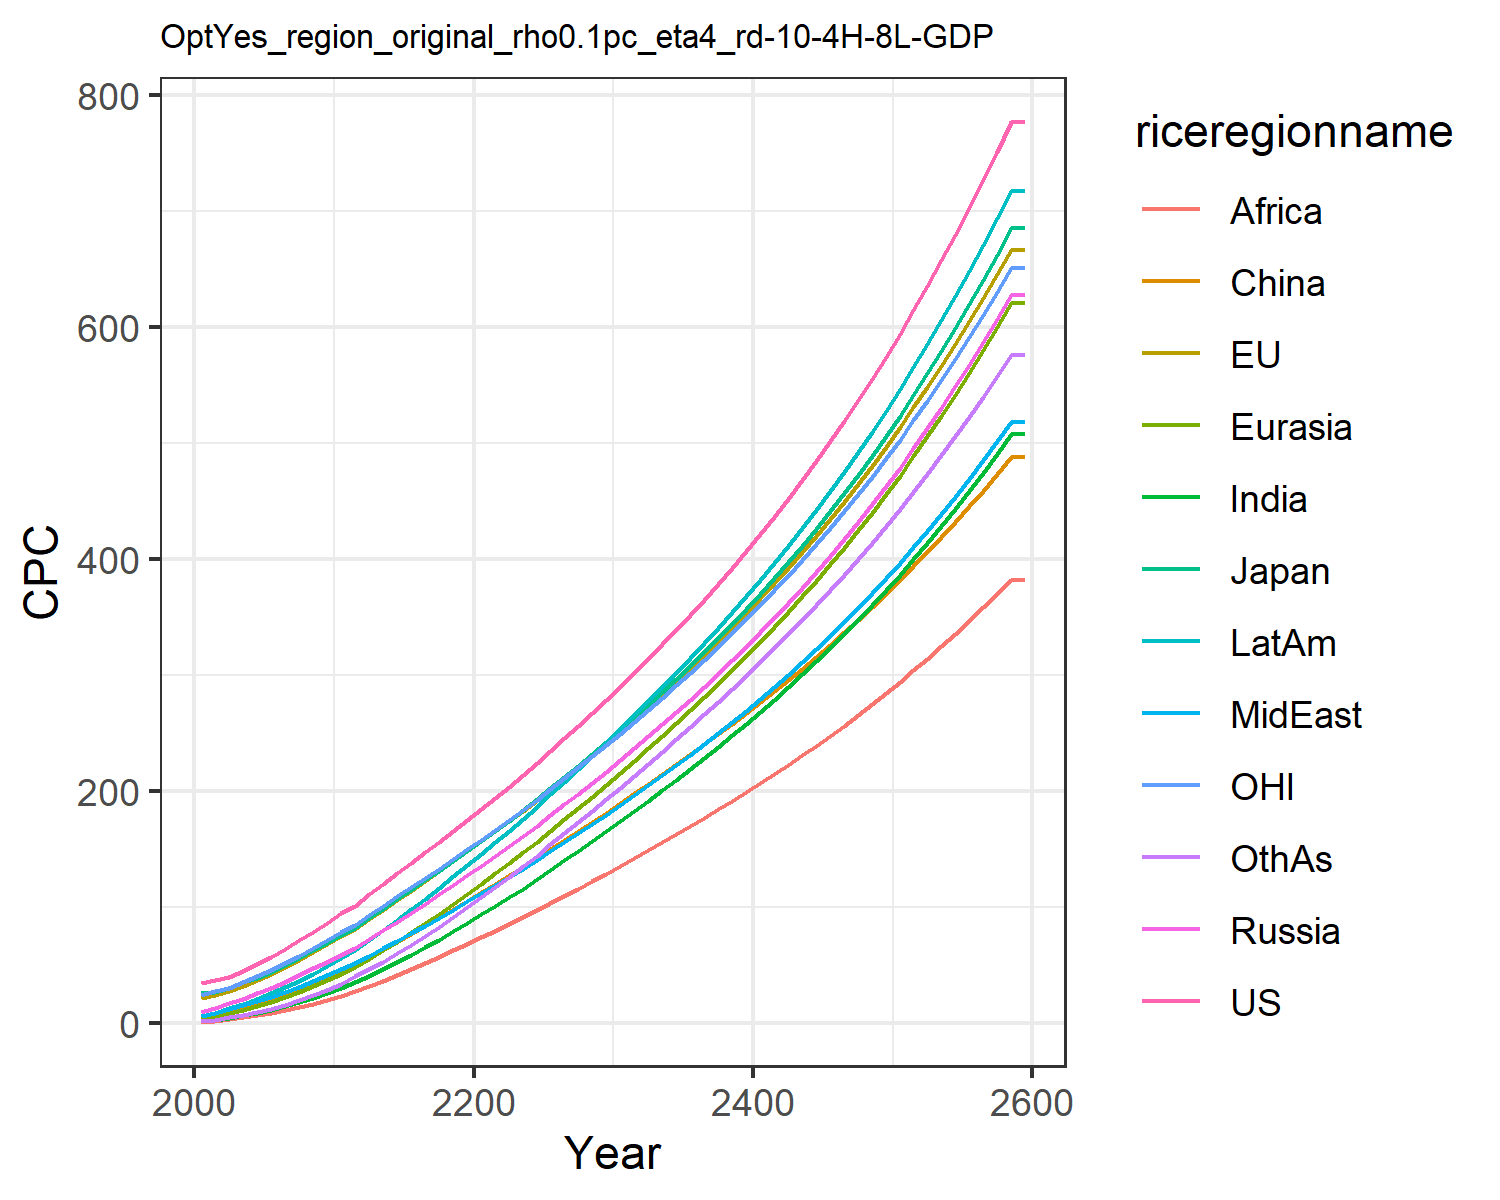 OptYes_region_original_rho0.1pc_eta4_rd-10-4H-8L-GDP
800
600
400
200
0
CPC
2000 2200 2400 2600
Year
riceregionname
Africa
China
EU
Eurasia
India
Japan
LatAm
MidEast
OHI
OthAs
Russia
US